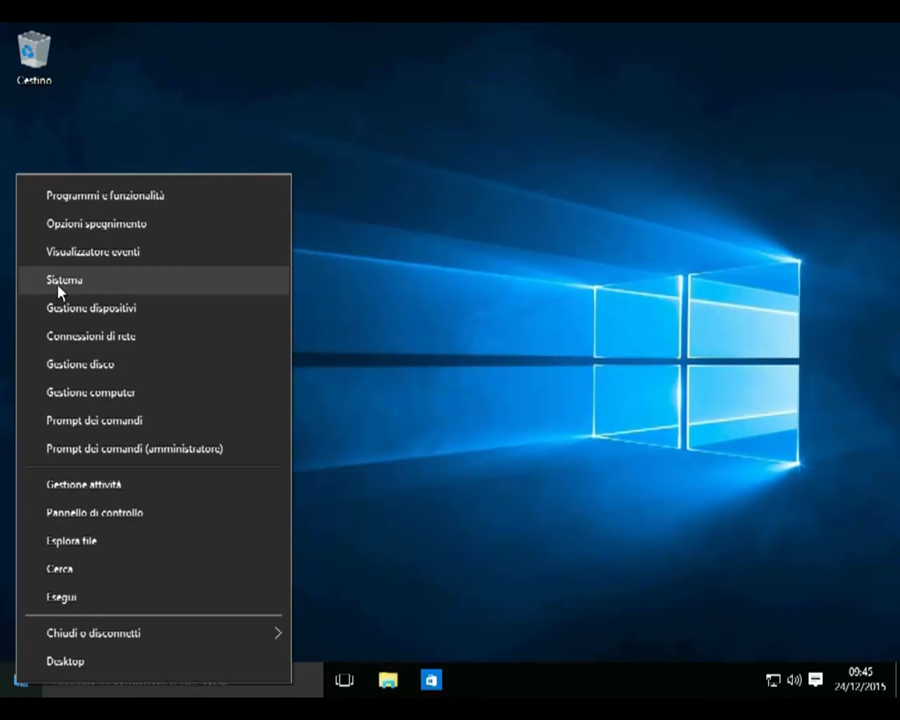 Cestino
Programmi e funzionalità
Opzioni spegnimento
Visualizzatore eventi
Sistema
Gestione dispositivi
Connessioni di rete
Gestione disco
Gestione computer
Prompt dei comandi
Prompt dei comandi (amministratore)
Gestione attività
Pannello di controllo
Esplora file
Cerca
Esegui
Chiudi o disconnetti
Desktop
09:45
24/12/2015